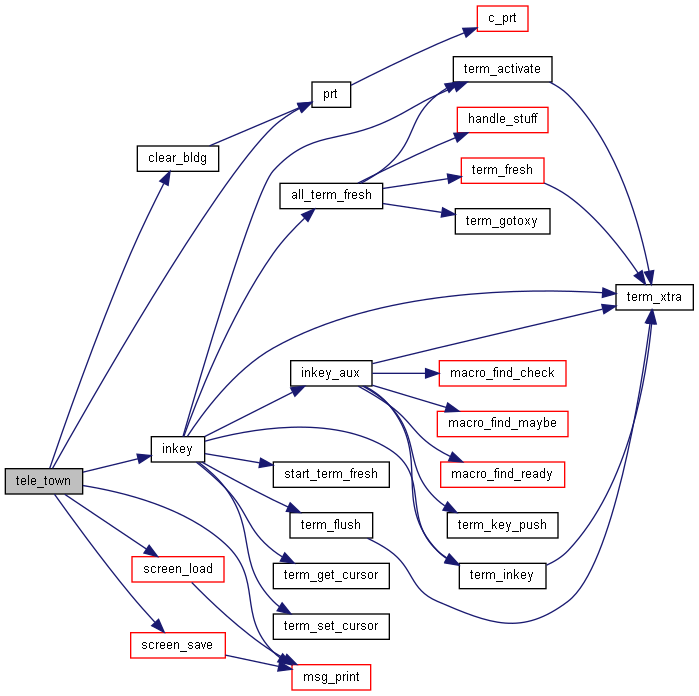 c_prt
term_activate
prt
handle_stuff
clear_bldg
term_fresh
all_term_fresh
term_gotoxy
term_xtra
inkey_aux
macro_find_check
macro_find_maybe
inkey
start_term_fresh
macro_find_ready
tele_town
term_flush
term_key_push
screen_load
term_get_cursor
term_inkey
term_set_cursor
screen_save
msg_print